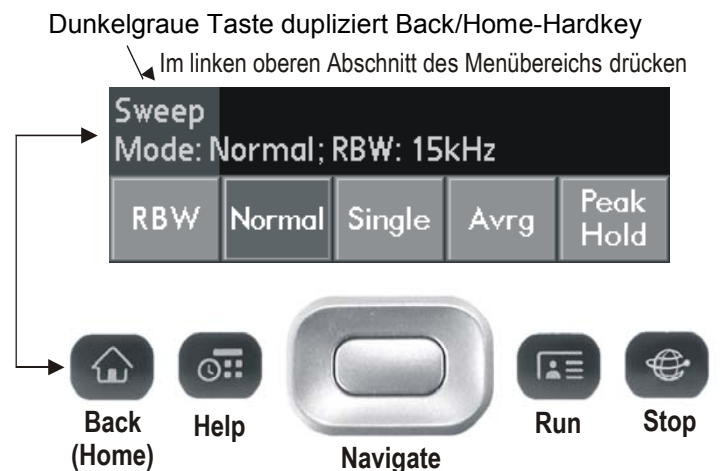 Dunkelgraue Taste dupliziert Back/Home-Hardkey
Im linken oberen Abschnitt des Menübereichs drücken
Sweep
Mode: Normal; RBW: 15kHz
RBW Normal Single Avrg Peak Hold
Back (Home)
Help
Navigate
Run
Stop